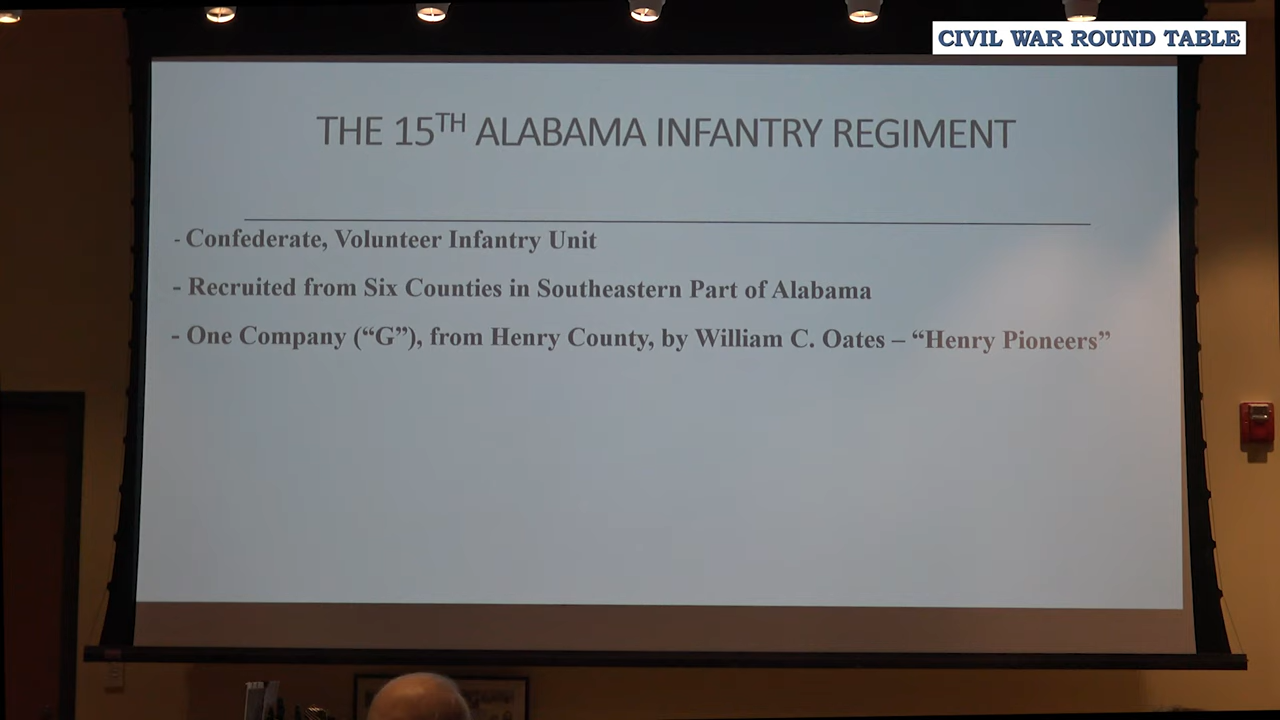 CIVIL WAR ROUND TABLE
THE 15TH ALABAMA INFANTRY REGIMENT
- Confederate, Volunteer Infantry Unit
- Recruited from Six Counties in Southeastern Part of Alabama
- One Company (“G”), from Henry County, by William C. Oates – “Henry Pioneers”